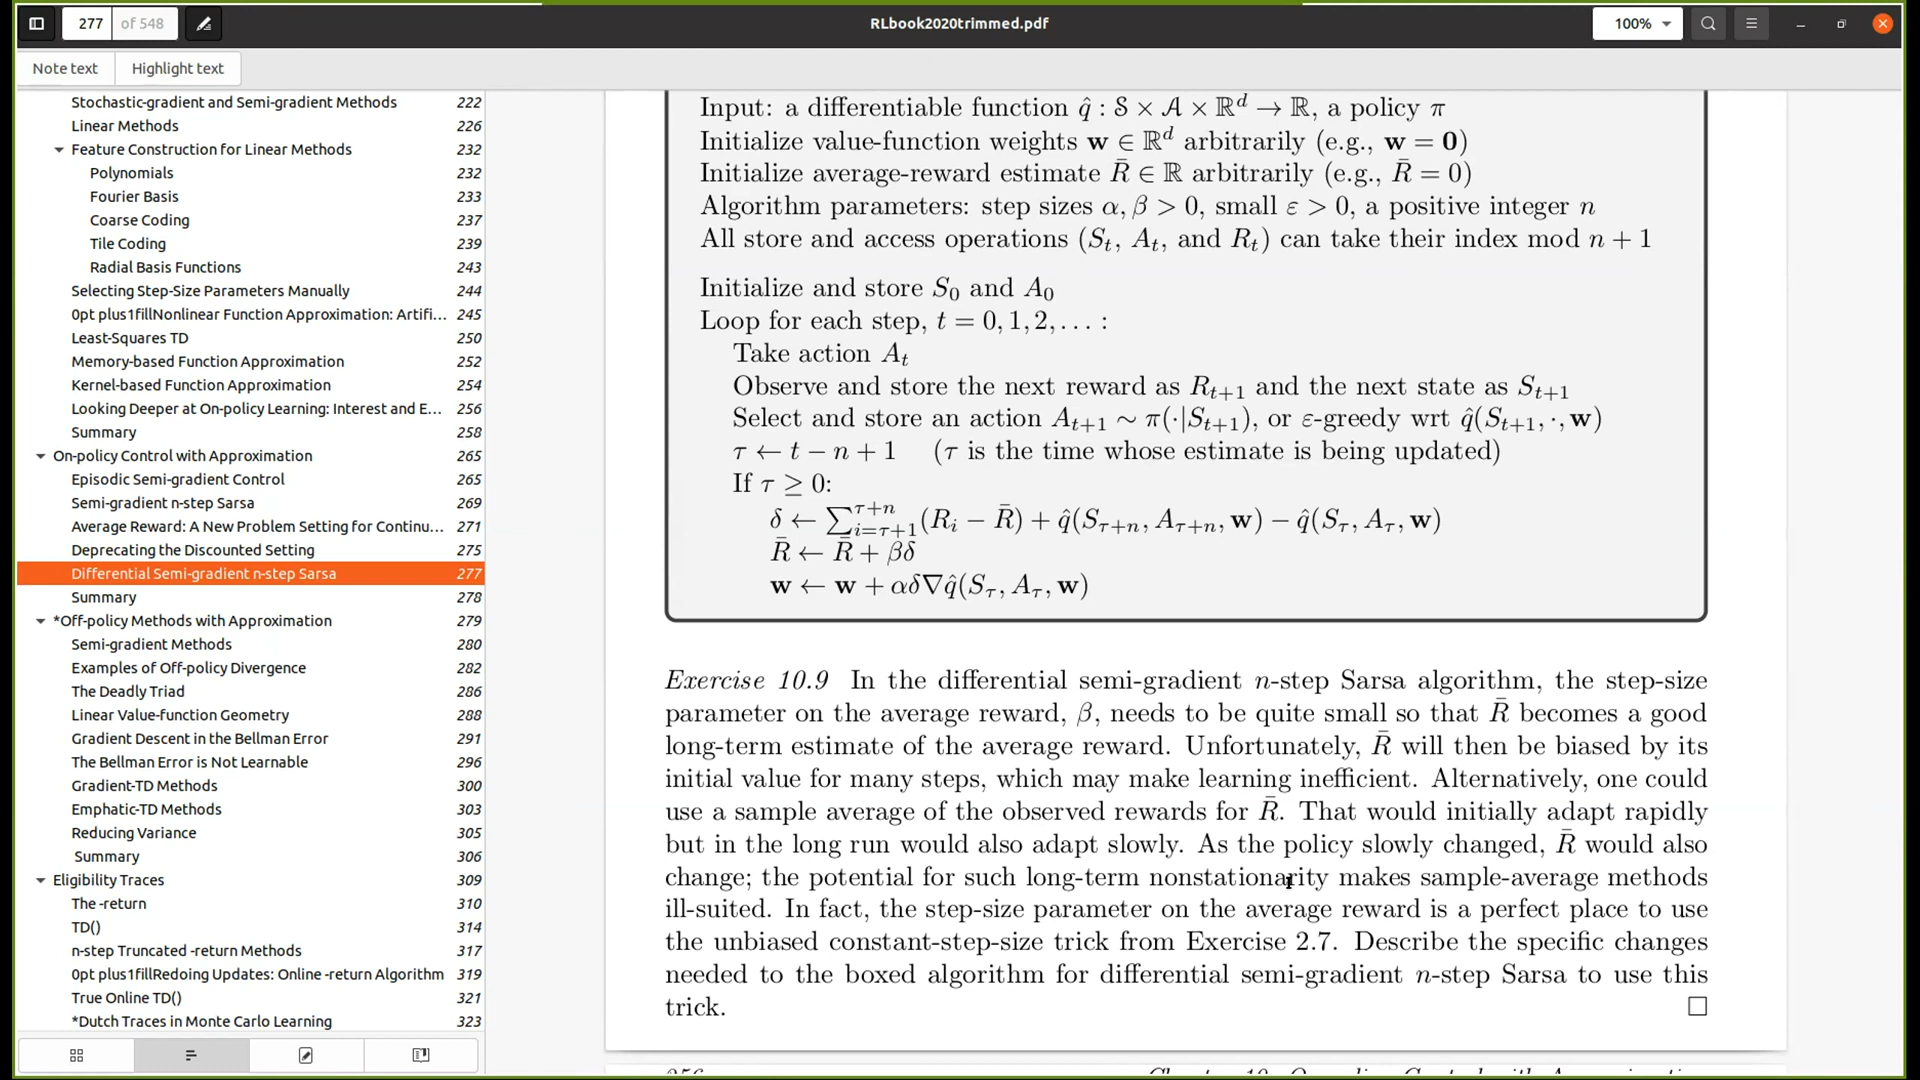 277 of 548
RLbook2020trimmed.pdf
100%
Note text
Highlight text
Stochastic-gradient and Semi-gradient Methods 222
Linear Methods 226
Feature Construction for Linear Methods 232
Polynomials 232
Fourier Basis 233
Coarse Coding 237
Tile Coding 239
Radial Basis Functions 243
Selecting Step-Size Parameters Manually 244
0pt plus1fillNonlinear Function Approximation: Artifi... 245
Least-Squares TD 250
Memory-based Function Approximation 252
Kernel-based Function Approximation 254
Looking Deeper at On-policy Learning: Interest and E... 256
Summary 258
On-policy Control with Approximation 265
Episodic Semi-gradient Control 265
Semi-gradient n-step Sarsa 269
Average Reward: A New Problem Setting for Continu... 271
Deprecating the Discounted Setting 275
Differential Semi-gradient n-step Sarsa 277
Summary 278
*Off-policy Methods with Approximation 279
Semi-gradient Methods 280
Examples of Off-policy Divergence 282
The Deadly Triad 286
Linear Value-function Geometry 288
Gradient Descent in the Bellman Error 291
The Bellman Error is Not Learnable 296
Gradient-TD Methods 300
Emphatic-TD Methods 303
Reducing Variance 305
Summary 306
Eligibility Traces 309
The -return 310
TD() 314
n-step Truncated -return Methods 317
0pt plus1fillRedoing Updates: Online -return Algorithm 319
True Online TD() 321
*Dutch Traces in Monte Carlo Learning 323
Input: a differentiable function q̂ : 𝒮 × 𝒜 × ℝᵈ → ℝ, a policy π
Initialize value-function weights w ∈ ℝᵈ arbitrarily (e.g., w = 0)
Initialize average-reward estimate R̄ ∈ ℝ arbitrarily (e.g., R̄ = 0)
Algorithm parameters: step sizes α, β > 0, small ε > 0, a positive integer n
All store and access operations (S_t, A_t, and R_t) can take their index mod n + 1
Initialize and store S_0 and A_0
Loop for each step, t = 0, 1, 2, . . . :
Take action A_t
Observe and store the next reward as R_{t+1} and the next state as S_{t+1}
Select and store an action A_{t+1} ∼ π(·|S_{t+1}), or ε-greedy wrt q̂(S_{t+1}, ·, w)
τ ← t − n + 1 (τ is the time whose estimate is being updated)
If τ ≥ 0:
δ ← ∑_{i=τ+1}^{τ+n} (R_i − R̄) + q̂(S_{τ+n}, A_{τ+n}, w) − q̂(S_τ, A_τ, w)
R̄ ← R̄ + βδ
w ← w + αδ∇q̂(S_τ, A_τ, w)
Exercise 10.9 In the differential semi-gradient n-step Sarsa algorithm, the step-size
parameter on the average reward, β, needs to be quite small so that R̄ becomes a good
long-term estimate of the average reward. Unfortunately, R̄ will then be biased by its
initial value for many steps, which may make learning inefficient. Alternatively, one could
use a sample average of the observed rewards for R̄. That would initially adapt rapidly
but in the long run would also adapt slowly. As the policy slowly changed, R̄ would also
change; the potential for such long-term nonstationarity makes sample-average methods
ill-suited. In fact, the step-size parameter on the average reward is a perfect place to use
the unbiased constant-step-size trick from Exercise 2.7. Describe the specific changes
needed to the boxed algorithm for differential semi-gradient n-step Sarsa to use this
trick. □